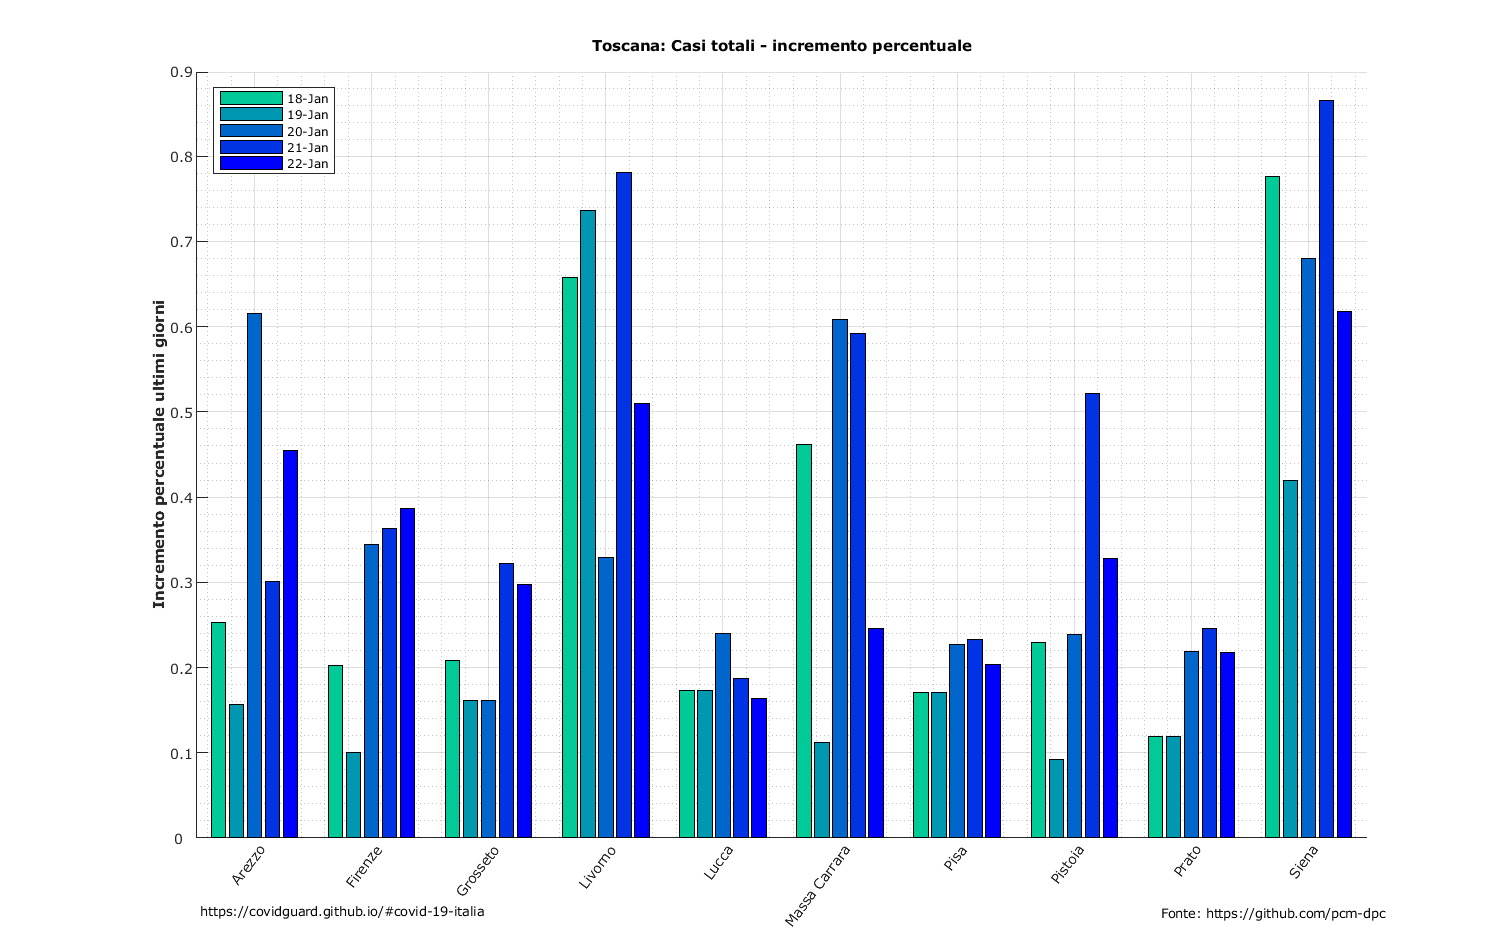 Toscana: Casi totali - incremento percentuale
0.9
0.8
0.7
0.6
0.5
0.4
0.3
0.2
0.1
0
Incremento percentuale ultimi giorni
18-Jan
19-Jan
20-Jan
21-Jan
22-Jan
Arezzo
Firenze
Grosseto
Livorno
Lucca
Massa Carrara
Pisa
Pistoia
Prato
Siena
https://covidguard.github.io/#covid-19-italia
Fonte: https://github.com/pcm-dpc